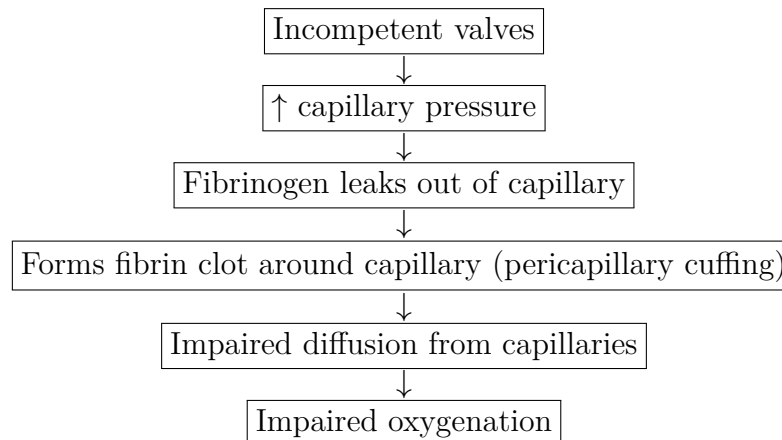 Incompetent valves
↑ capillary pressure
Fibrinogen leaks out of capillary
Forms fibrin clot around capillary (pericapillary cuffing)
Impaired diffusion from capillaries
Impaired oxygenation